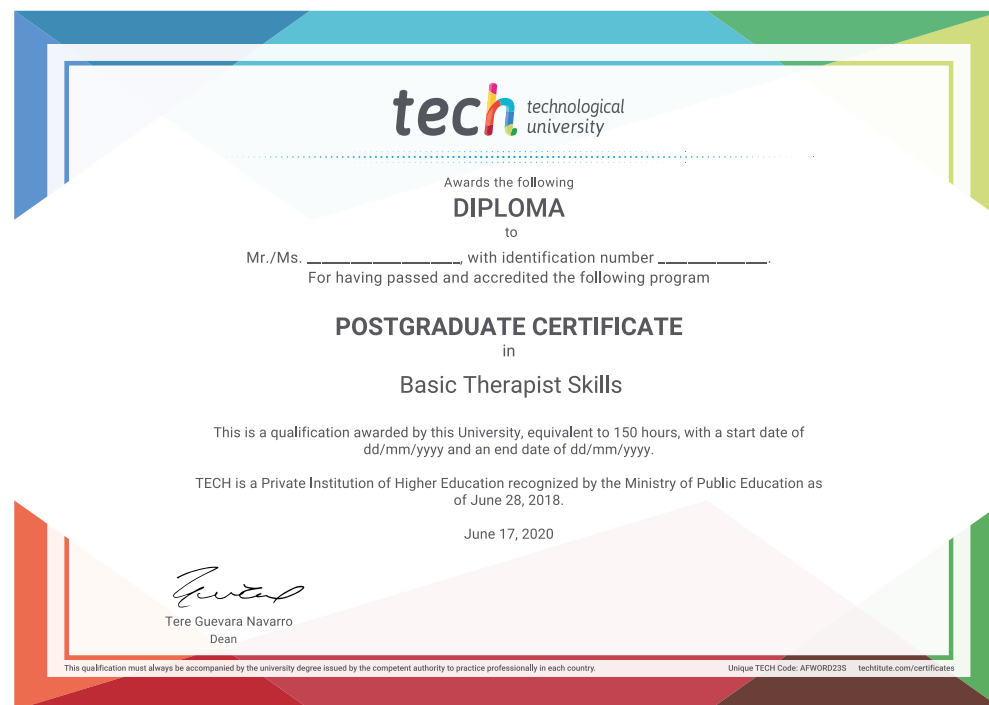 tech technological
university
Awards the following
DIPLOMA
to
Mr./Ms. _______________, with identification number ___________.
For having passed and accredited the following program
POSTGRADUATE CERTIFICATE
in
Basic Therapist Skills
This is a qualification awarded by this University, equivalent to 150 hours, with a start date of
dd/mm/yyyy and an end date of dd/mm/yyyy.
TECH is a Private Institution of Higher Education recognized by the Ministry of Public Education as
of June 28, 2018.
June 17, 2020
Tere Guevara Navarro
Dean
This qualification must always be accompanied by the university degree issued by the competent authority to practice professionally in each country.
Unique TECH Code: AFWORD23S techtitute.com/certificates